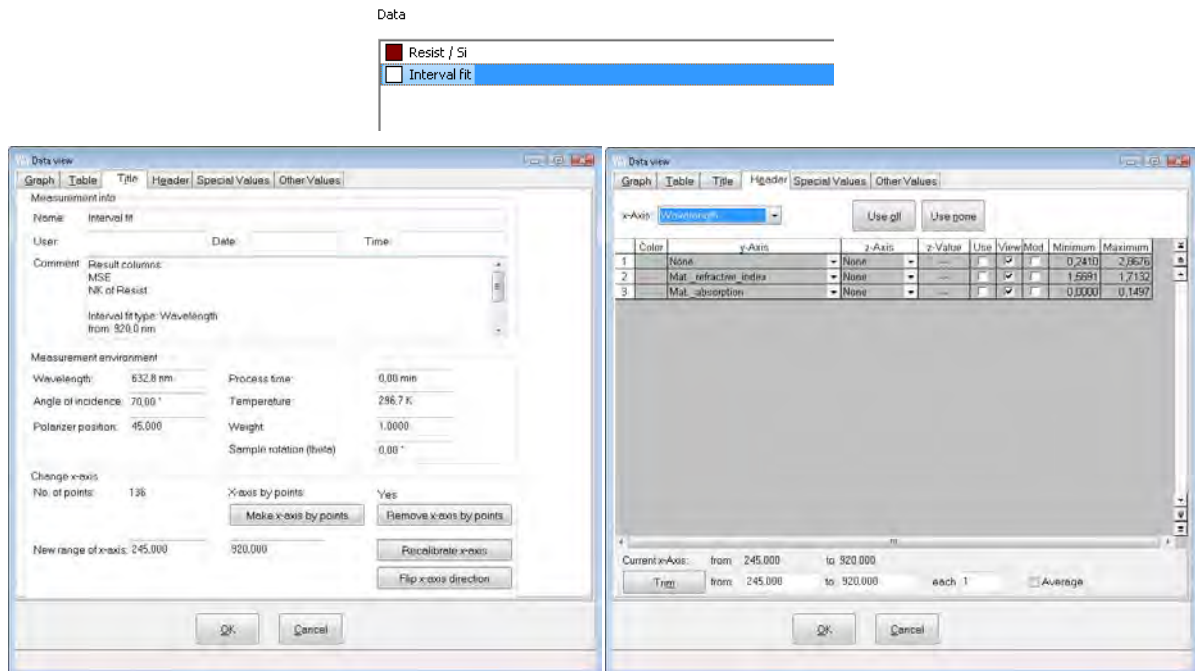 Data
Resist / Si
Interval fit
Data view
Graph Table Title Header Special Values Other Values
Measurement info
Name: Interval fit
User: Date: Time:
Comment: Result columns:
MSE
NK of Resist
Interval fit type: Wavelength
from 920,0 nm
Measurement environment
Wavelength: 632,8 nm Process time: 0,00 min
Angle of incidence: 70,00 ° Temperature: 296,7 K
Polarizer position: 45.000 Weight: 1.0000
Sample rotation (theta) 0,00 °
Change x-axis
No. of points: 136 X-axis by points: Yes
Make x-axis by points Remove x-axis by points
New range of x-axis: 245.000 920.000 Recalibrate x-axis
Flip x-axis direction
OK Cancel
Data view
Graph Table Title Header Special Values Other Values
x-Axis: Wavelength Use all Use none
Color y-Axis z-Axis z-Value Use View Mod Minimum Maximum
1 None None --- 0,2410 2,8676
2 Mat._refractive_index None --- 1,5591 1,7132
3 Mat._absorption None --- 0,0000 0,1497
Current x-Axis: from 245.000 to 920.000
Trim from 245.000 to 920.000 each 1 Average
OK Cancel